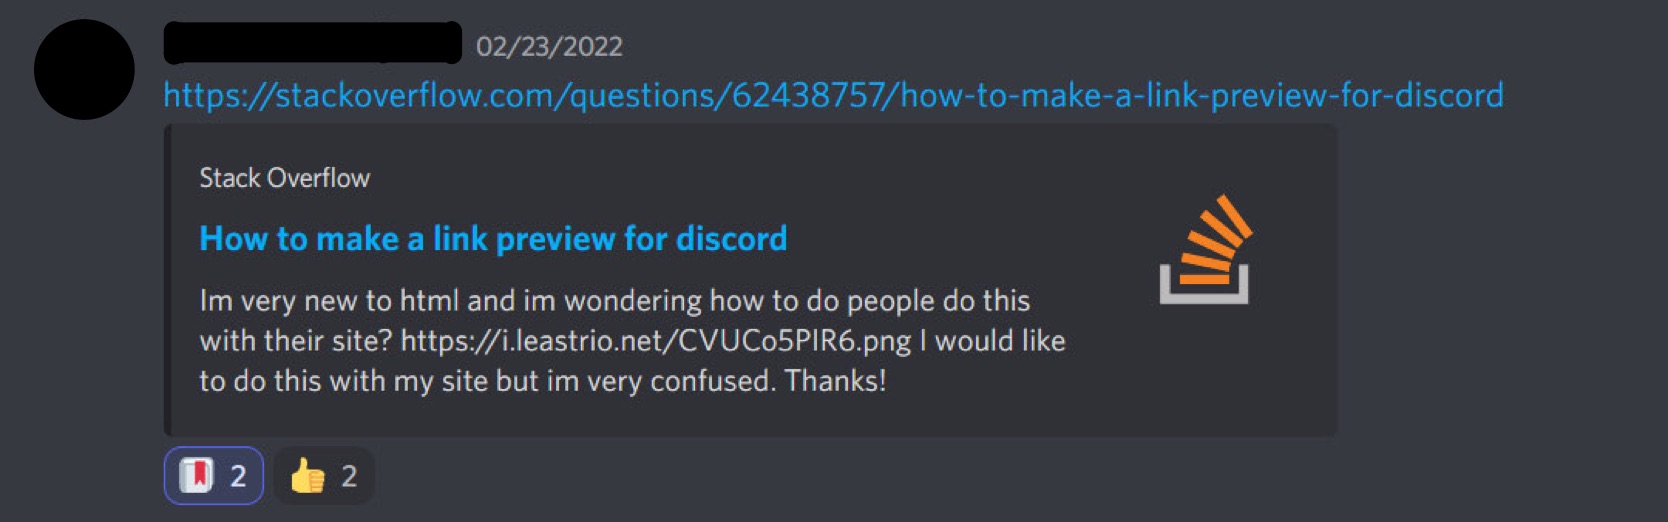 02/23/2022
https://stackoverflow.com/questions/62438757/how-to-make-a-link-preview-for-discord
Stack Overflow
How to make a link preview for discord
Im very new to html and im wondering how to do people do this
with their site? https://i.leastrio.net/CVUCo5PIR6.png I would like
to do this with my site but im very confused. Thanks!
2 2